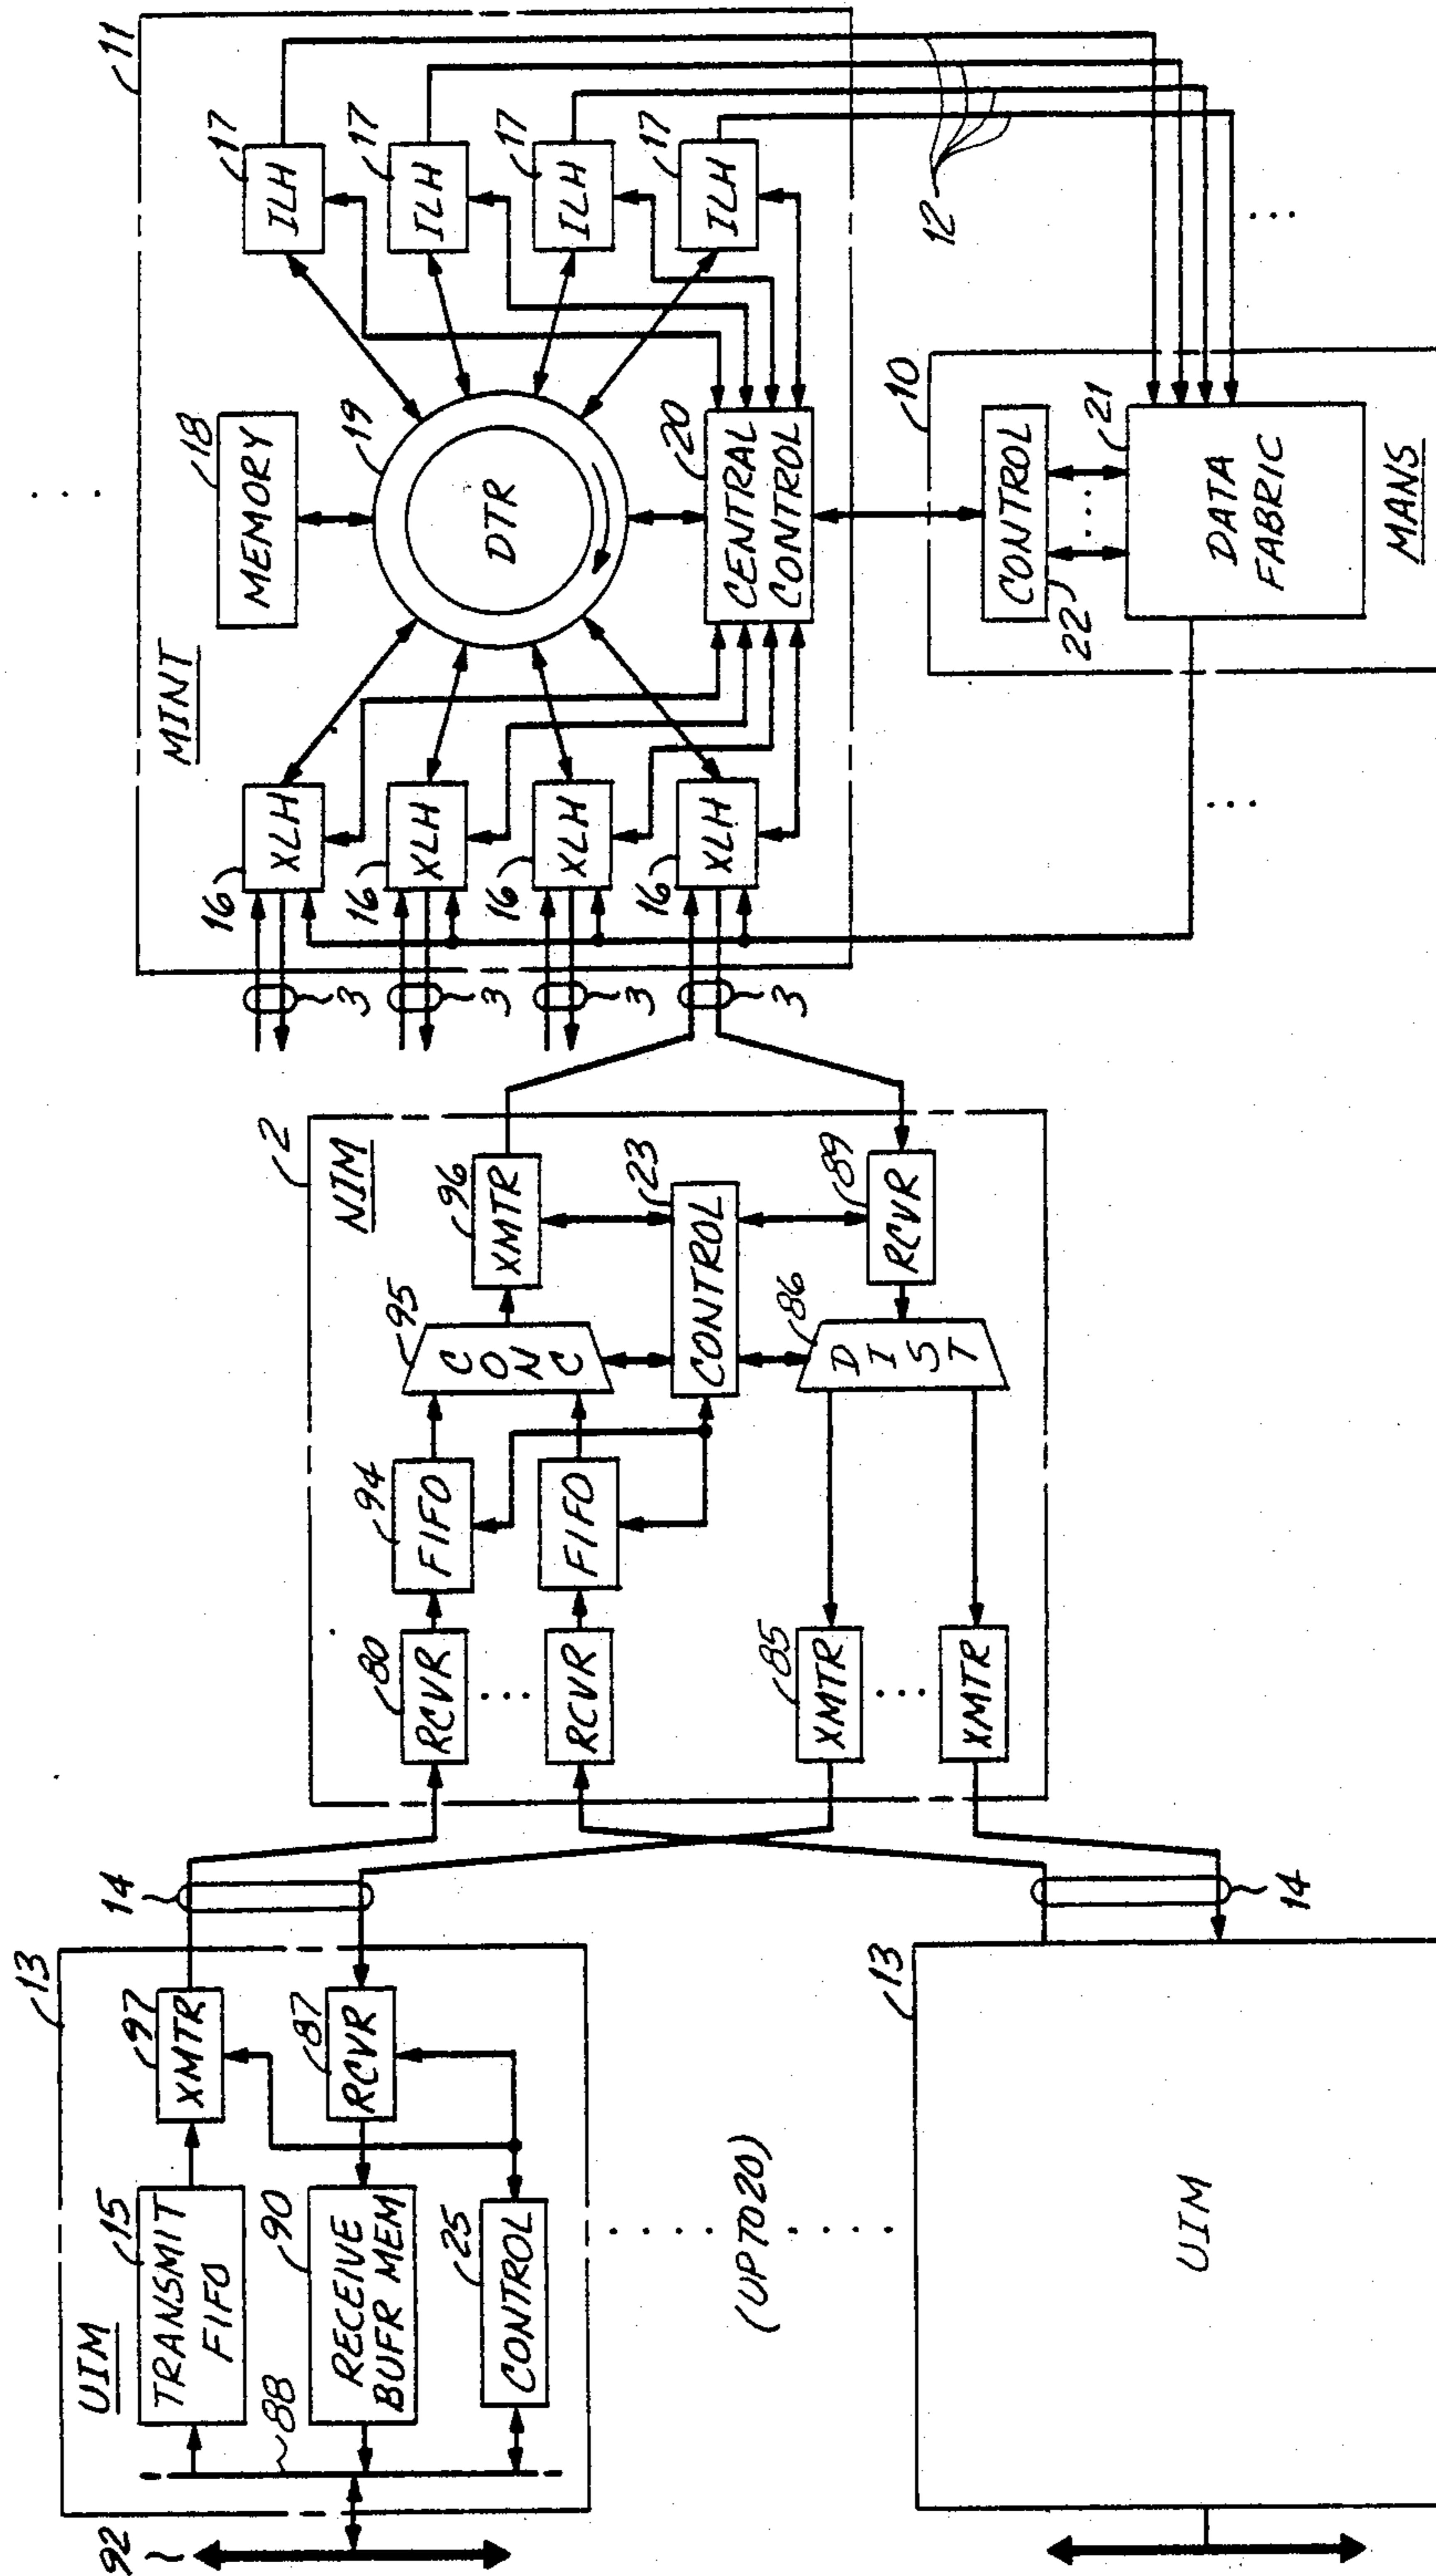 92
13
UIM
15
TRANSMIT
FIFO
88
90
RECEIVE
BUFR MEM
25
CONTROL
97
XMTR
87
RCVR
14
(UP TO 20)
13
UIM
14
2
NIM
80
RCVR
RCVR
94
FIFO
FIFO
95
CONC
96
XMTR
23
CONTROL
89
RCVR
86
DIST
85
XMTR
XMTR
3
3
3
3
11
MINT
16
XLH
16
XLH
16
XLH
16
XLH
18
MEMORY
19
DTR
20
CENTRAL
CONTROL
17
ILH
17
ILH
17
ILH
17
ILH
12
10
CONTROL
22
21
DATA
FABRIC
MANS